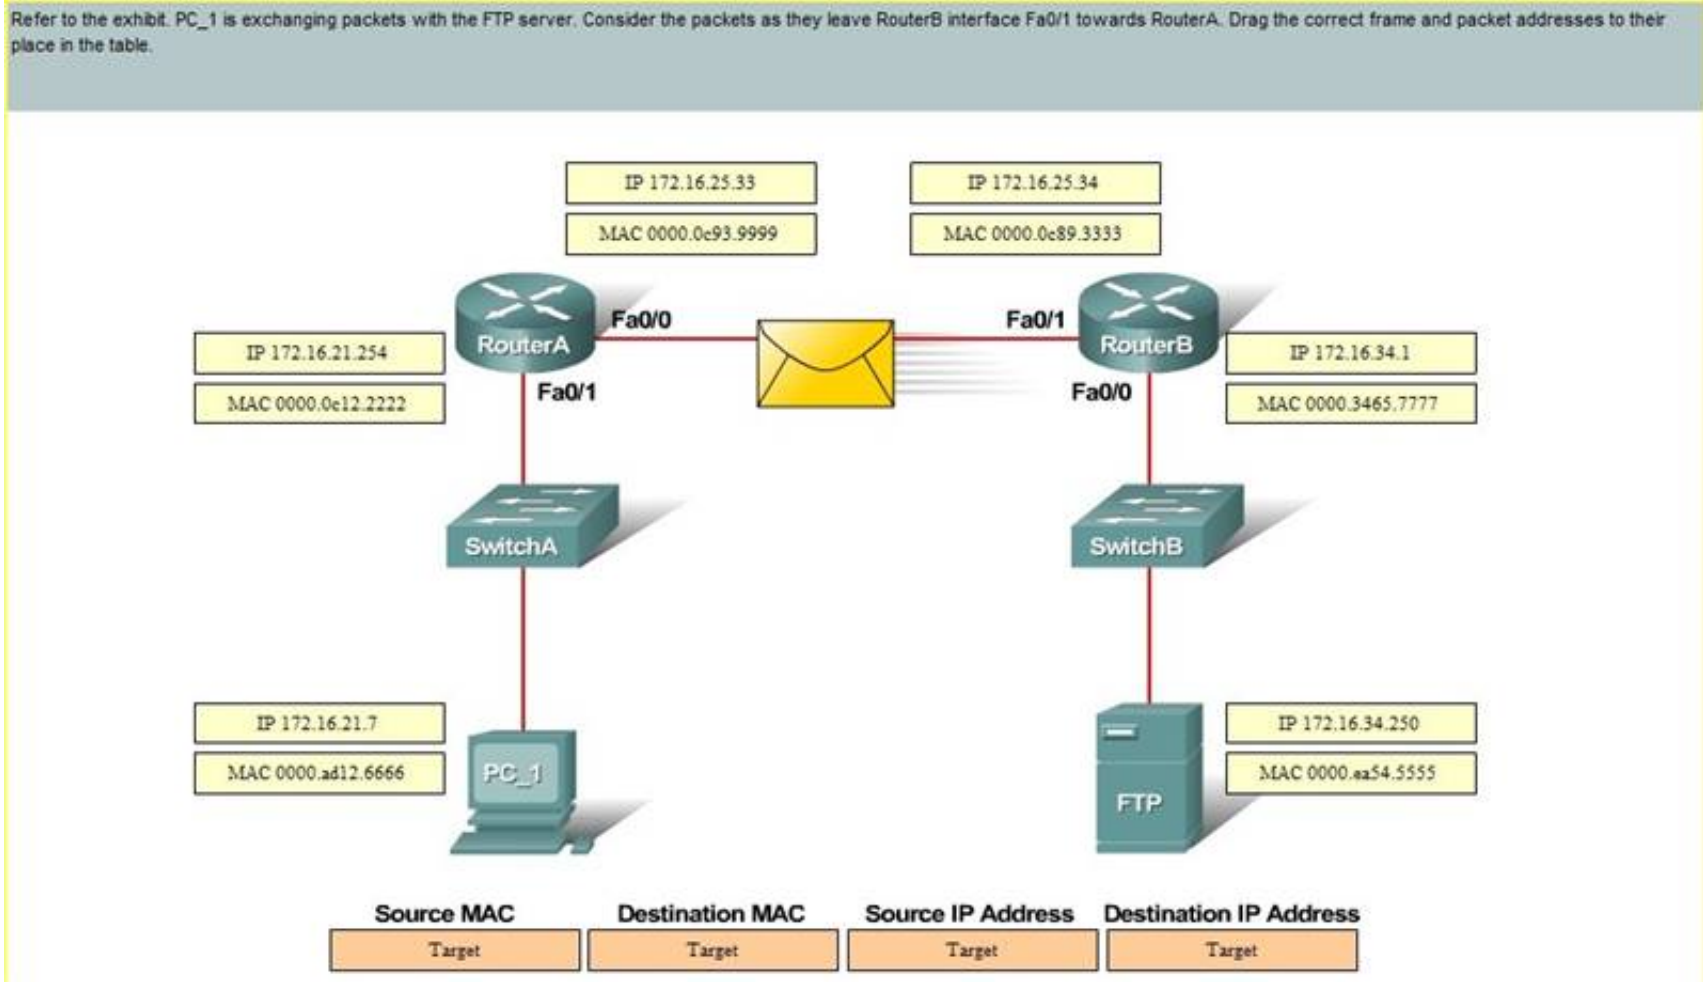 Refer to the exhibit. PC_1 is exchanging packets with the FTP server. Consider the packets as they leave RouterB interface Fa0/1 towards RouterA. Drag the correct frame and packet addresses to their
place in the table.
IP 172.16.25.33
IP 172.16.25.34
MAC 0000.0c93.9999
MAC 0000.0c89.3333
Fa0/0
Fa0/1
RouterA
RouterB
IP 172.16.21.254
IP 172.16.34.1
Fa0/1
Fa0/0
MAC 0000.0c12.2222
MAC 0000.3465.7777
SwitchA
SwitchB
IP 172.16.21.7
IP 172.16.34.250
MAC 0000.ad12.6666
PC_1
MAC 0000.ea54.5555
FTP
Source MAC
Destination MAC
Source IP Address
Destination IP Address
Target
Target
Target
Target